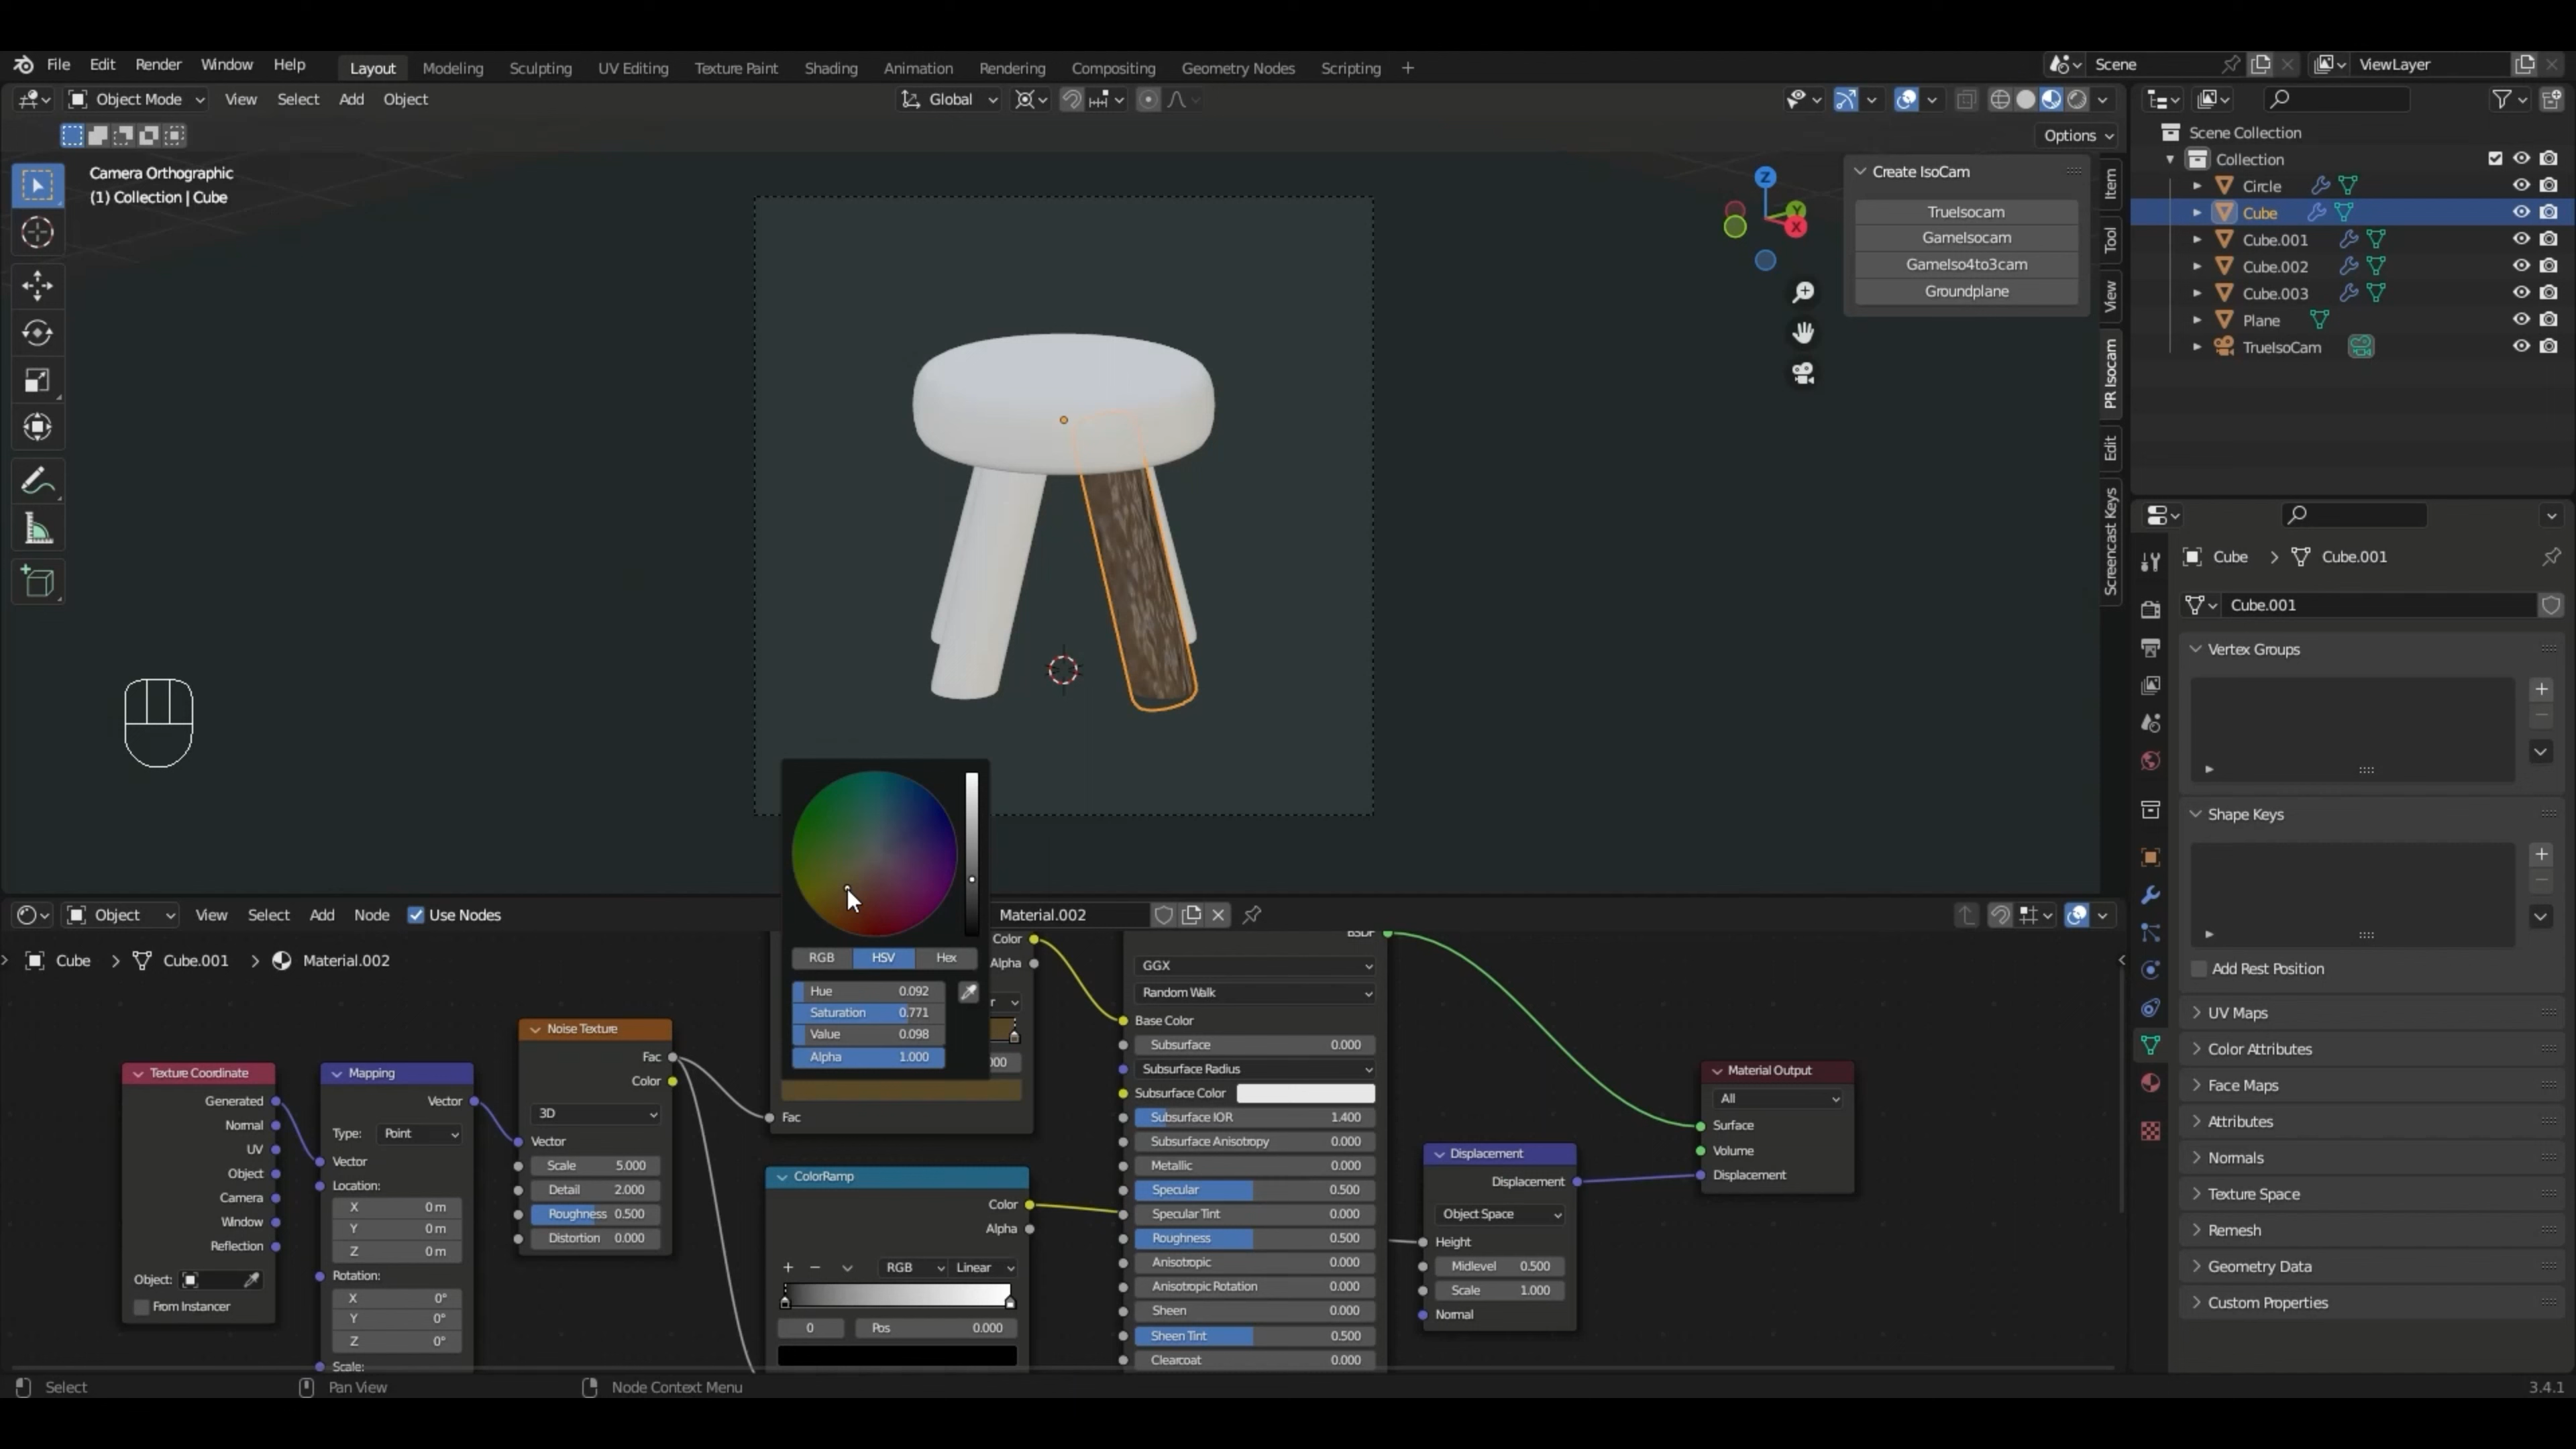 File Edit Render Window Help Layout Modeling Sculpting UV Editing Texture Paint Shading Animation Rendering Compositing Geometry Nodes Scripting + Scene ViewLayer
Object Mode View Select Add Object Global
Options
Camera Orthographic
(1) Collection | Cube
Z
Y
X
Create IsoCam
TrueIsocam
GameIsocam
GameIso4to3cam
Groundplane
Item
Tool
View
PR Isocam
Edit
Screencast Keys
Scene Collection
Collection
Circle
Cube
Cube.001
Cube.002
Cube.003
Plane
TrueIsoCam
Cube > Cube.001
Cube.001
Vertex Groups
Shape Keys
Add Rest Position
UV Maps
Color Attributes
Face Maps
Attributes
Normals
Texture Space
Remesh
Geometry Data
Custom Properties
Object View Select Add Node Use Nodes Material.002
Cube > Cube.001 > Material.002
RGB HSV Hex
Hue 0.092
Saturation 0.771
Value 0.098
Alpha 1.000
Color
Alpha
Fac
Texture Coordinate
Generated
Normal
UV
Object
Camera
Window
Reflection
Object:
From Instancer
Mapping
Vector
Type: Point
Vector
Location:
X 0 m
Y 0 m
Z 0 m
Rotation:
X 0°
Y 0°
Z 0°
Scale:
Noise Texture
Fac
Color
3D
Vector
Scale 5.000
Detail 2.000
Roughness 0.500
Distortion 0.000
ColorRamp
Color
Alpha
+ − RGB Linear
0 Pos 0.000
BSDF
GGX
Random Walk
Base Color
Subsurface 0.000
Subsurface Radius
Subsurface Color
Subsurface IOR 1.400
Subsurface Anisotropy 0.000
Metallic 0.000
Specular 0.500
Specular Tint 0.000
Roughness 0.500
Anisotropic 0.000
Anisotropic Rotation 0.000
Sheen 0.000
Sheen Tint 0.500
Clearcoat 0.000
Displacement
Displacement
Object Space
Height
Midlevel 0.500
Scale 1.000
Normal
Material Output
All
Surface
Volume
Displacement
Select Pan View Node Context Menu 3.4.1